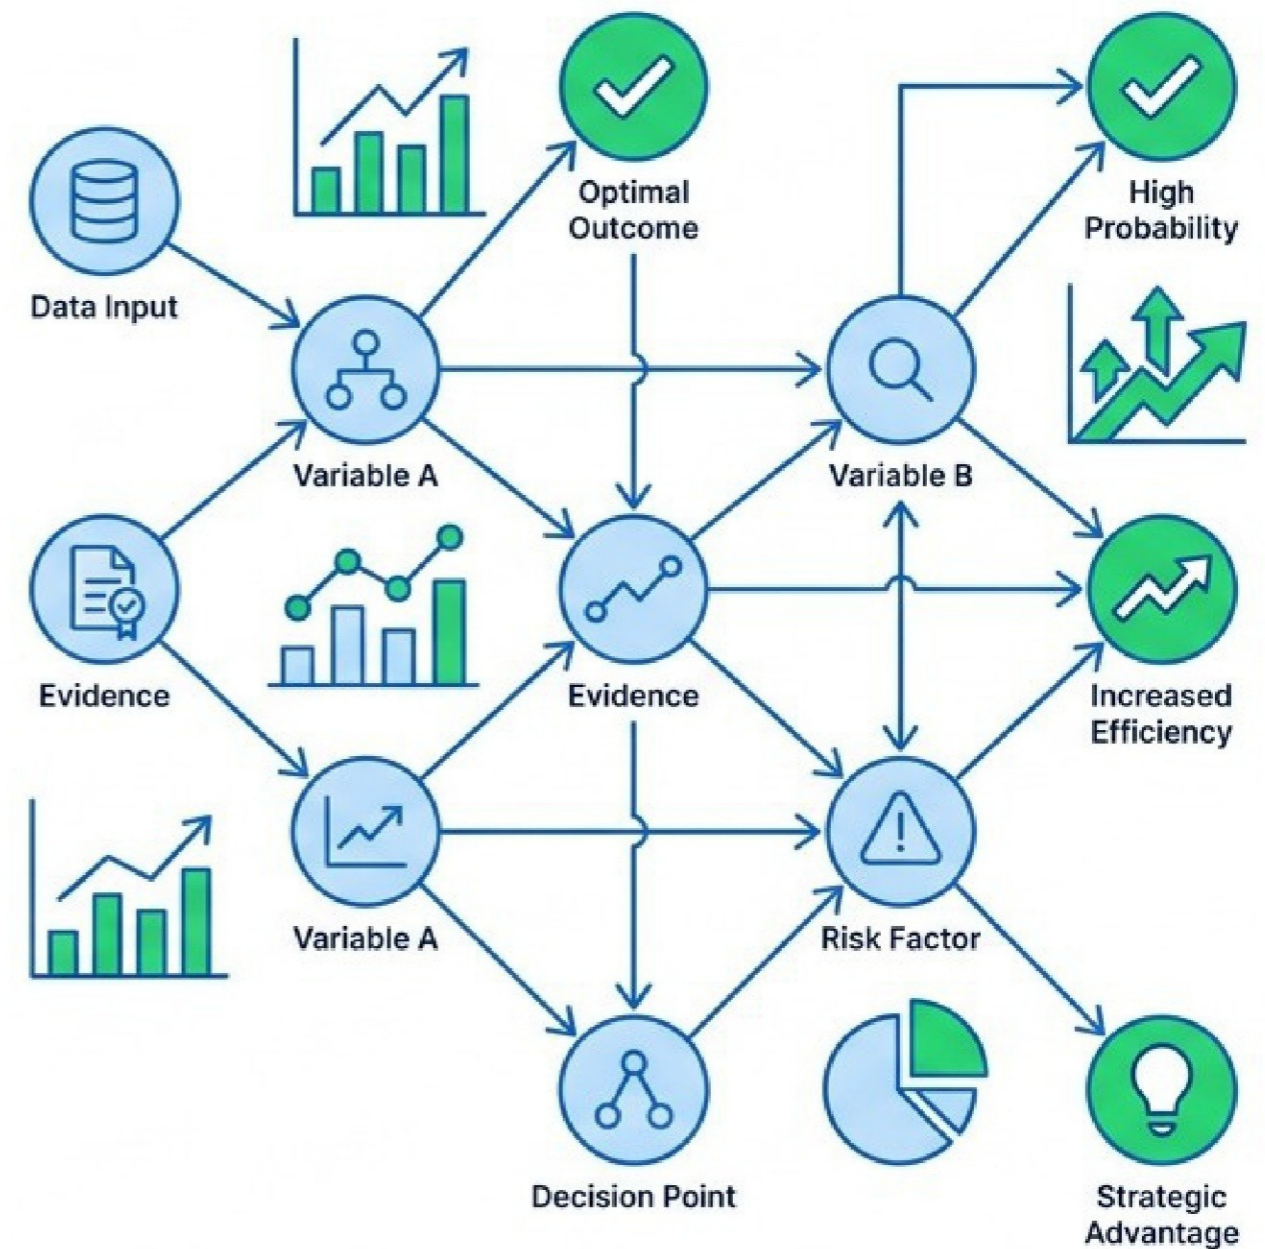 Optimal
Outcome
High
Probability
Data Input
Variable A
Variable B
Evidence
Evidence
Increased
Efficiency
Variable A
Risk Factor
Decision Point
Strategic
Advantage